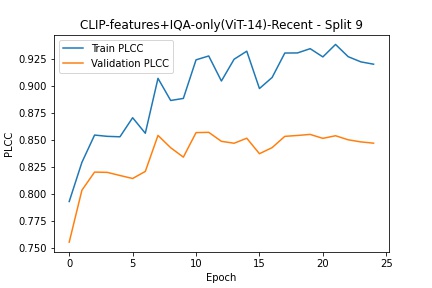 CLIP-features+IQA-only(ViT-14)-Recent - Split 9
Train PLCC
Validation PLCC
PLCC
0.925
0.900
0.875
0.850
0.825
0.800
0.775
0.750
0 5 10 15 20 25
Epoch